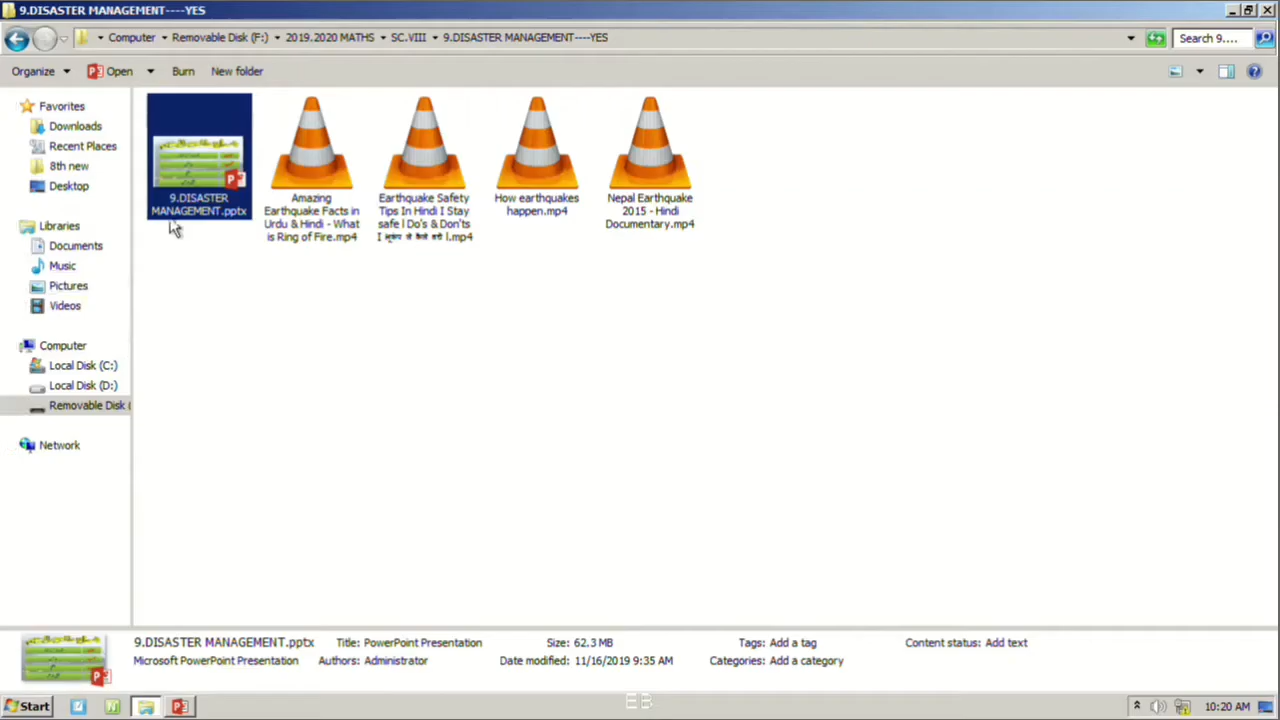 9.DISASTER MANAGEMENT----YES
Computer Removable Disk (F:) 2019.2020 MATHS SC.VIII 9.DISASTER MANAGEMENT----YES Search 9....
Organize Open Burn New folder
Favorites
Downloads
Recent Places
8th new
Desktop
Libraries
Documents
Music
Pictures
Videos
Computer
Local Disk (C:)
Local Disk (D:)
Removable Disk (
Network
9.DISASTER
MANAGEMENT.pptx
Amazing
Earthquake Facts in
Urdu & Hindi - What
is Ring of Fire.mp4
Earthquake Safety
Tips In Hindi I Stay
safe I Do's & Don'ts
I भूकंप से कैसे बचें I.mp4
How earthquakes
happen.mp4
Nepal Earthquake
2015 - Hindi
Documentary.mp4
9.DISASTER MANAGEMENT.pptx Title: PowerPoint Presentation Size: 62.3 MB Tags: Add a tag Content status: Add text
Microsoft PowerPoint Presentation Authors: Administrator Date modified: 11/16/2019 9:35 AM Categories: Add a category
Start EB 10:20 AM